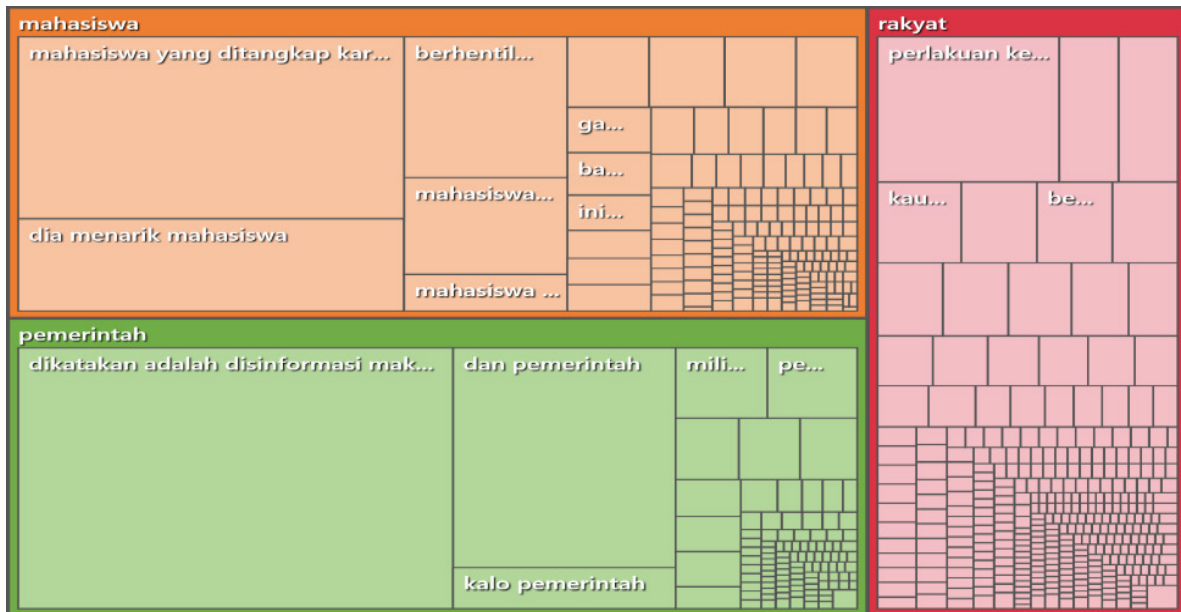 mahasiswa
mahasiswa yang ditangkap kar...
berhentil...
ga...
ba...
mahasiswa...
ini...
dia menarik mahasiswa
mahasiswa ...
pemerintah
dikatakan adalah disinformasi mak...
dan pemerintah
mili...
pe...
kalo pemerintah
rakyat
perlakuan ke...
kau...
be...